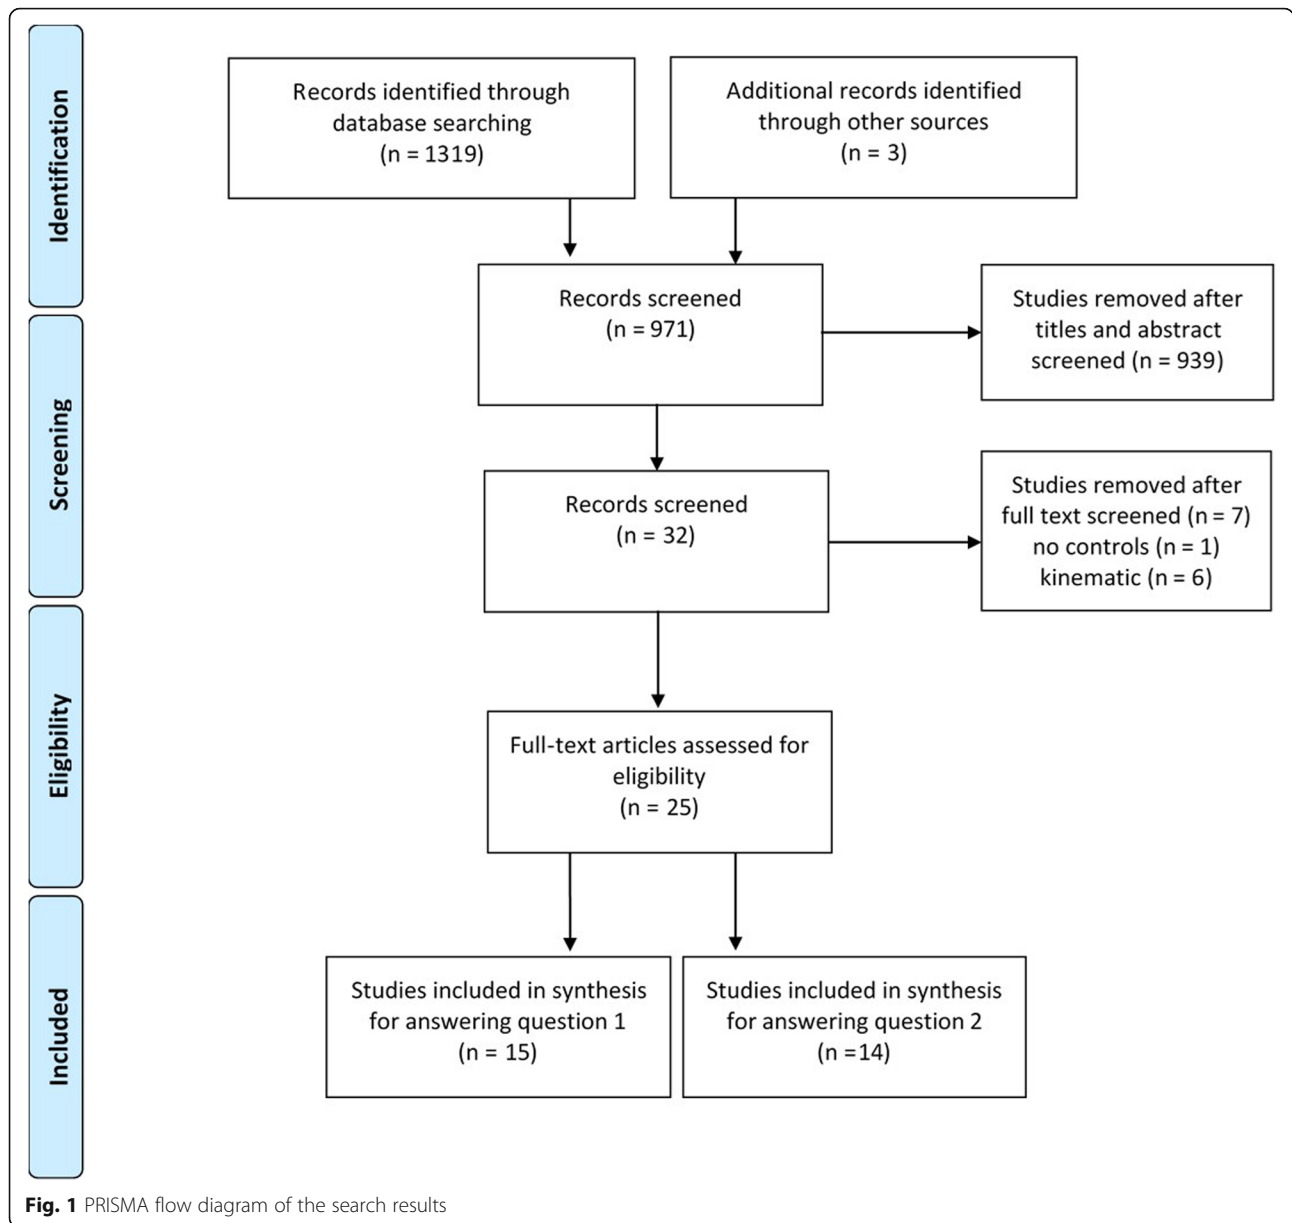 Identification
Records identified through
database searching
(n = 1319)
Additional records identified
through other sources
(n = 3)
Records screened
(n = 971)
Studies removed after
titles and abstract
screened (n = 939)
Screening
Records screened
(n = 32)
Studies removed after
full text screened (n = 7)
no controls (n = 1)
kinematic (n = 6)
Eligibility
Full-text articles assessed for
eligibility
(n = 25)
Included
Studies included in synthesis
for answering question 1
(n = 15)
Studies included in synthesis
for answering question 2
(n =14)
Fig. 1 PRISMA flow diagram of the search results